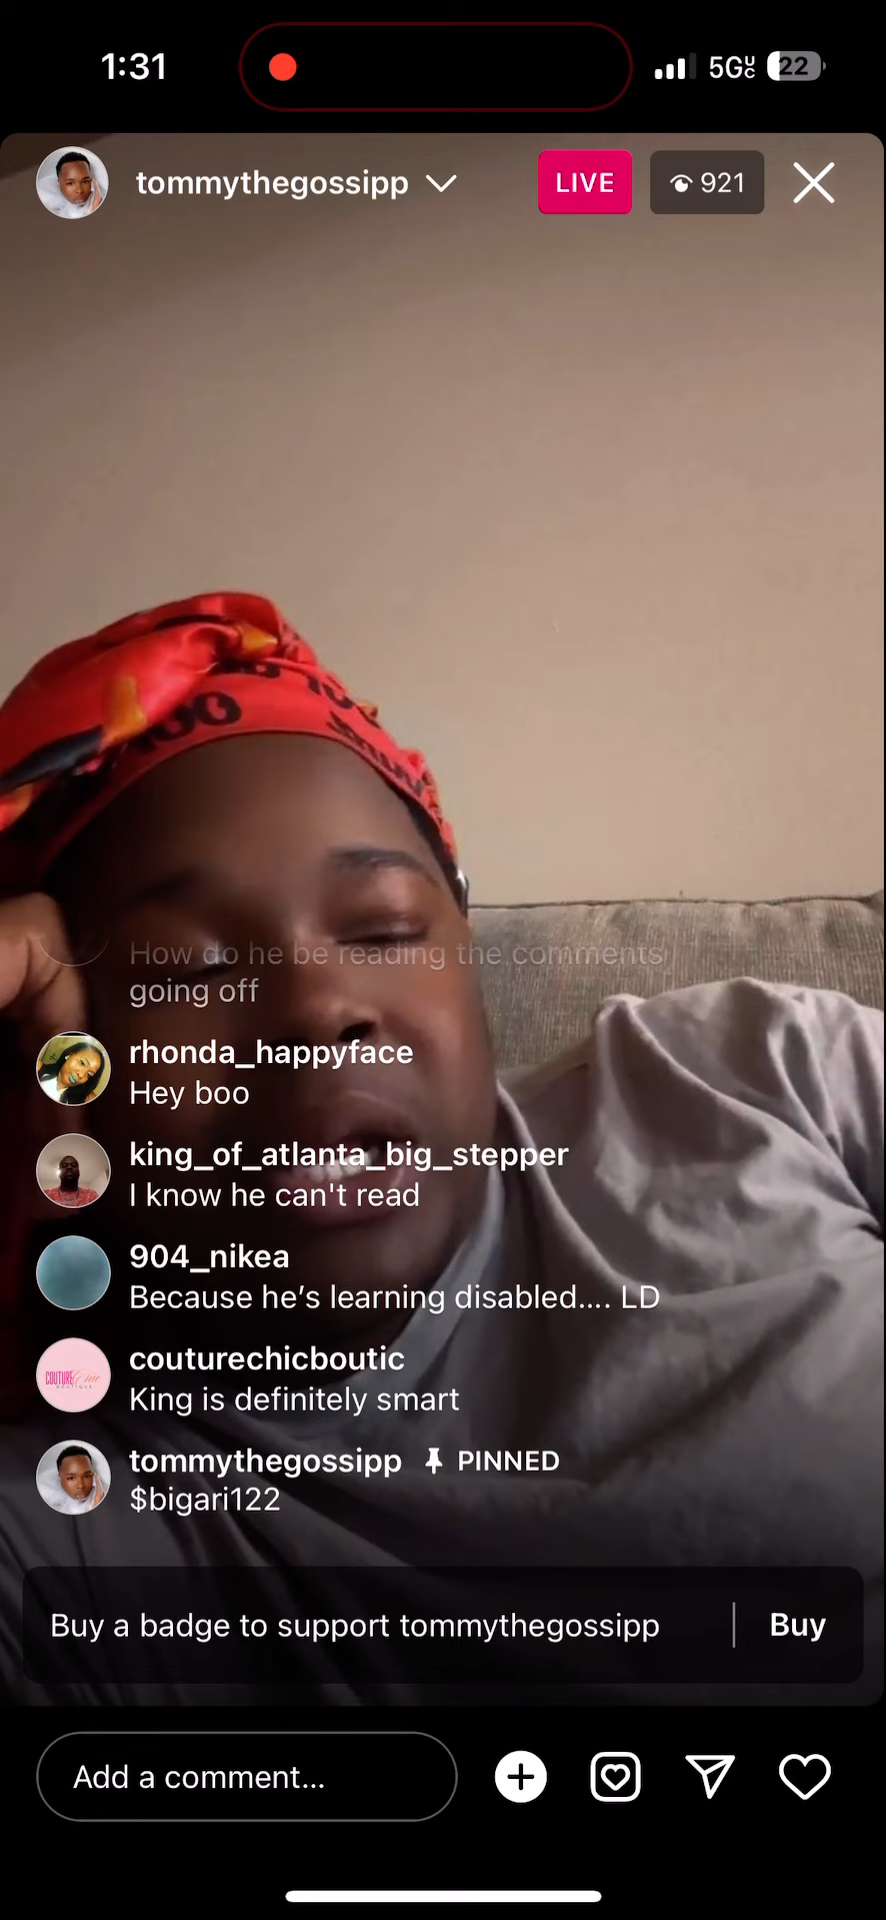 1:31
5GUC
22
tommythegossipp
LIVE
921
How do he be reading the comments
going off
rhonda_happyface
Hey boo
king_of_atlanta_big_stepper
I know he can't read
904_nikea
Because he’s learning disabled.... LD
couturechicboutic
King is definitely smart
tommythegossipp PINNED
$bigari122
Buy a badge to support tommythegossipp
Buy
Add a comment...